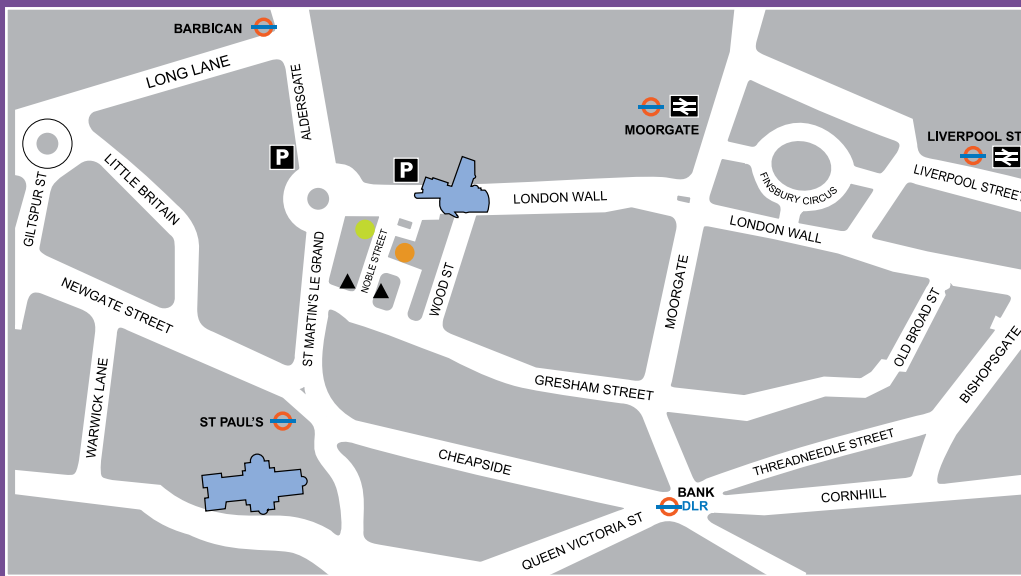 BARBICAN
LONG LANE
ALDERSGATE
P
P
MOORGATE
LIVERPOOL ST
LIVERPOOL STREET
FINSBURY CIRCUS
LITTLE BRITAIN
GILTSPUR ST
LONDON WALL
LONDON WALL
NOBLE STREET
WOOD ST
ST MARTIN'S LE GRAND
MOORGATE
NEWGATE STREET
OLD BROAD ST
BISHOPSGATE
WARWICK LANE
GRESHAM STREET
ST PAUL'S
CHEAPSIDE
THREADNEEDLE STREET
BANK
DLR
CORNHILL
QUEEN VICTORIA ST